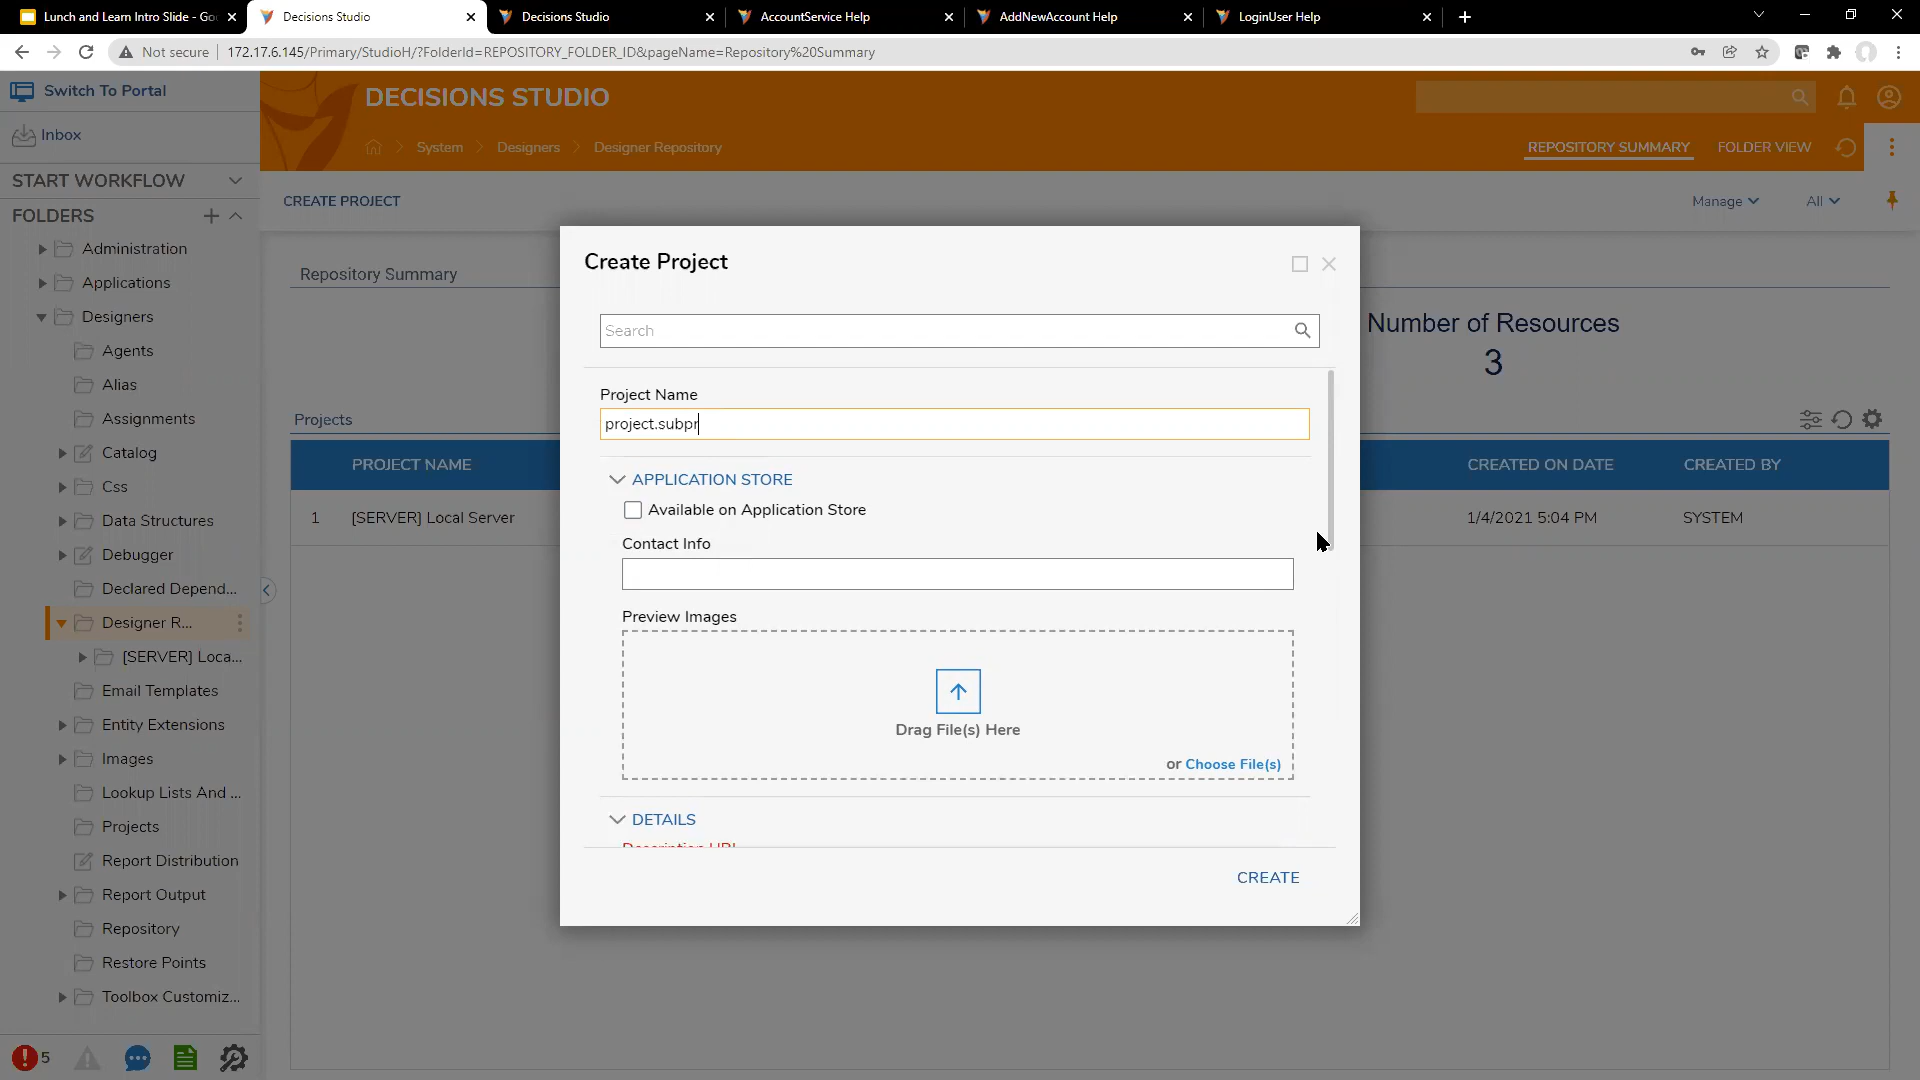 Lunch and Learn Intro Slide - Goo
Decisions Studio
Decisions Studio
AccountService Help
AddNewAccount Help
LoginUser Help
Not secure
172.17.6.145/Primary/StudioH/?FolderId=REPOSITORY_FOLDER_ID&pageName=Repository%20Summary
Switch To Portal
Inbox
START WORKFLOW
FOLDERS
Administration
Applications
Designers
Agents
Alias
Assignments
Catalog
Css
Data Structures
Debugger
Declared Depend...
Designer R...
[SERVER] Loca...
Email Templates
Entity Extensions
Images
Lookup Lists And ...
Projects
Report Distribution
Report Output
Repository
Restore Points
Toolbox Customiz...
5
DECISIONS STUDIO
System
Designers
Designer Repository
REPOSITORY SUMMARY
FOLDER VIEW
CREATE PROJECT
Manage
All
Repository Summary
Number of Resources
3
Projects
PROJECT NAME
CREATED ON DATE
CREATED BY
1
[SERVER] Local Server
1/4/2021 5:04 PM
SYSTEM
Create Project
Search
Project Name
project.subpr
APPLICATION STORE
Available on Application Store
Contact Info
Preview Images
Drag File(s) Here
or Choose File(s)
DETAILS
Description URL
CREATE